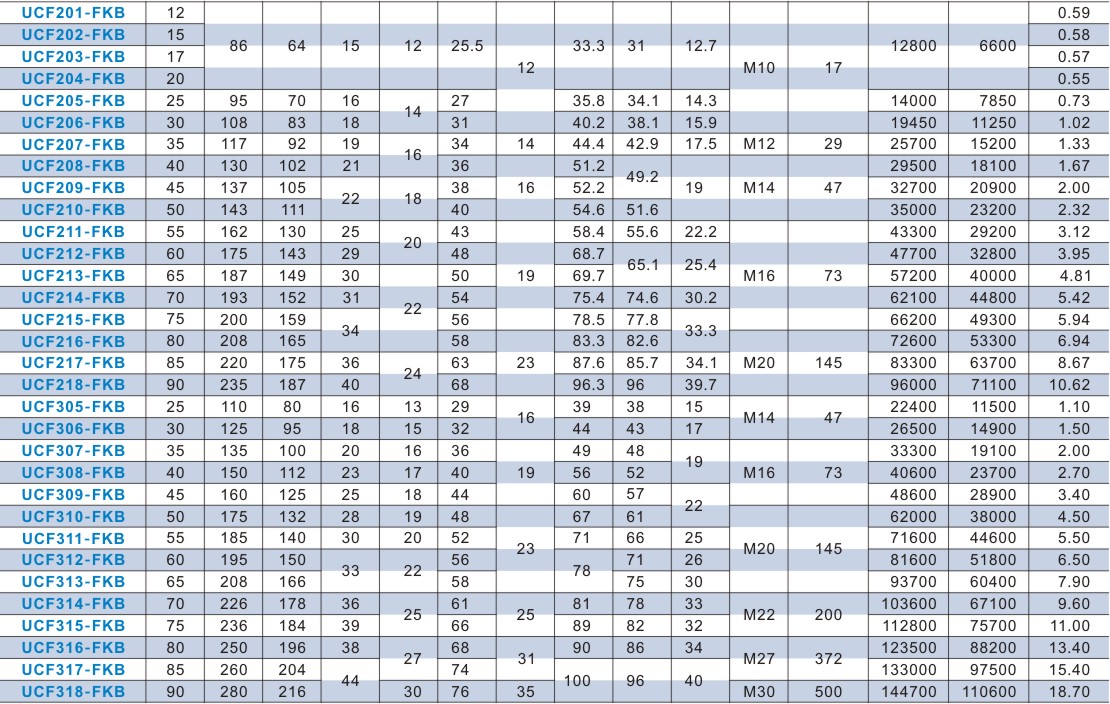 UCF201-FKB 12 0.59
UCF202-FKB 15 0.58
86 64 15 12 25.5 33.3 31 12.7 12800 6600
UCF203-FKB 17 0.57
12 M10 17
UCF204-FKB 20 0.55
UCF205-FKB 25 95 70 16 27 35.8 34.1 14.3 14000 7850 0.73
14
UCF206-FKB 30 108 83 18 31 40.2 38.1 15.9 19450 11250 1.02
UCF207-FKB 35 117 92 19 34 14 44.4 42.9 17.5 M12 29 25700 15200 1.33
16
UCF208-FKB 40 130 102 21 36 51.2 29500 18100 1.67
49.2
UCF209-FKB 45 137 105 38 16 52.2 19 M14 47 32700 20900 2.00
22 18
UCF210-FKB 50 143 111 40 54.6 51.6 35000 23200 2.32
UCF211-FKB 55 162 130 25 43 58.4 55.6 22.2 43300 29200 3.12
20
UCF212-FKB 60 175 143 29 48 68.7 47700 32800 3.95
65.1 25.4
UCF213-FKB 65 187 149 30 50 19 69.7 M16 73 57200 40000 4.81
UCF214-FKB 70 193 152 31 54 75.4 74.6 30.2 62100 44800 5.42
22
UCF215-FKB 75 200 159 56 78.5 77.8 66200 49300 5.94
34 33.3
UCF216-FKB 80 208 165 58 83.3 82.6 72600 53300 6.94
UCF217-FKB 85 220 175 36 63 23 87.6 85.7 34.1 M20 145 83300 63700 8.67
24
UCF218-FKB 90 235 187 40 68 96.3 96 39.7 96000 71100 10.62
UCF305-FKB 25 110 80 16 13 29 39 38 15 22400 11500 1.10
16 M14 47
UCF306-FKB 30 125 95 18 15 32 44 43 17 26500 14900 1.50
UCF307-FKB 35 135 100 20 16 36 49 48 33300 19100 2.00
19
UCF308-FKB 40 150 112 23 17 40 19 56 52 M16 73 40600 23700 2.70
UCF309-FKB 45 160 125 25 18 44 60 57 48600 28900 3.40
22
UCF310-FKB 50 175 132 28 19 48 67 61 62000 38000 4.50
UCF311-FKB 55 185 140 30 20 52 71 66 25 71600 44600 5.50
23 M20 145
UCF312-FKB 60 195 150 56 71 26 81600 51800 6.50
33 22 78
UCF313-FKB 65 208 166 58 75 30 93700 60400 7.90
UCF314-FKB 70 226 178 36 61 81 78 33 103600 67100 9.60
25 25 M22 200
UCF315-FKB 75 236 184 39 66 89 82 32 112800 75700 11.00
UCF316-FKB 80 250 196 38 68 90 86 34 123500 88200 13.40
27 31 M27 372
UCF317-FKB 85 260 204 74 133000 97500 15.40
44 100 96 40
UCF318-FKB 90 280 216 30 76 35 M30 500 144700 110600 18.70